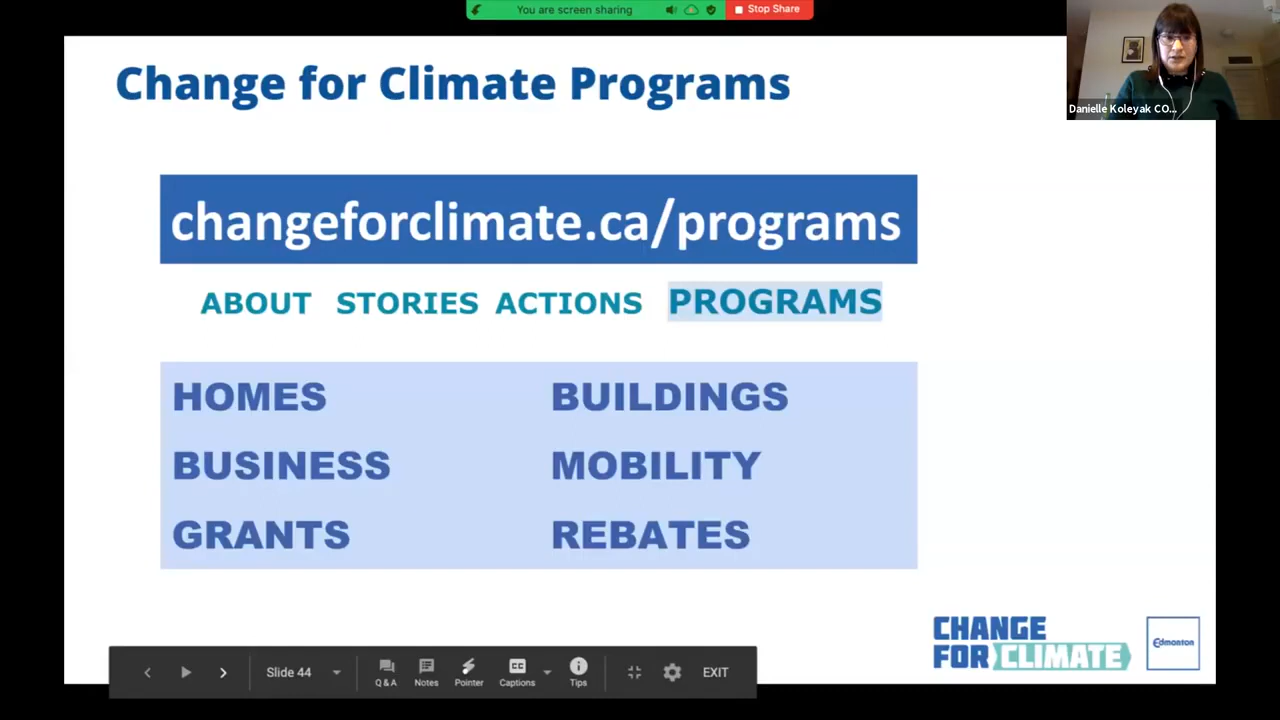 You are screen sharing
Stop Share
Change for Climate Programs
Danielle Koleyak CO...
changeforclimate.ca/programs
ABOUT STORIES ACTIONS PROGRAMS
HOMES BUILDINGS
BUSINESS MOBILITY
GRANTS REBATES
CHANGE
FOR CLIMATE
Edmonton
Slide 44
CC
Q & A Notes Pointer Captions Tips
EXIT